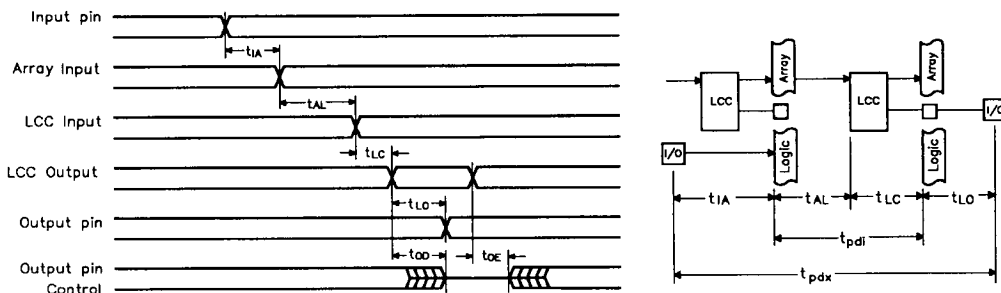 Input pin
tIA
Array Input
tAL
LCC Input
tLC
LCC Output
tLO
Output pin
tOD
tOE
Output pin
Control
Array
Array
LCC
LCC
I/O
I/O
Logic
Logic
tIA
tAL
tLC
tLO
tpdi
tpdx